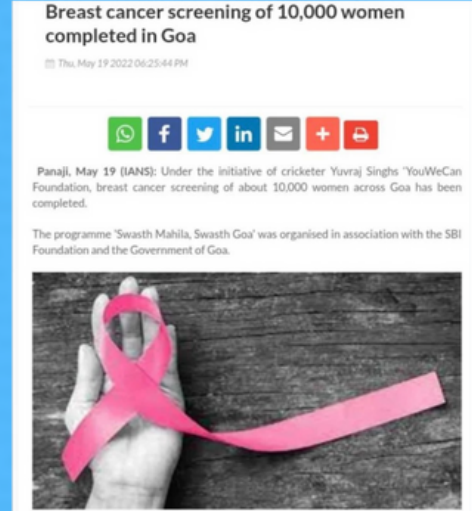 Breast cancer screening of 10,000 women
completed in Goa
Thu, May 19 2022 06:25:44 PM
f
in
+
Panaji, May 19 (IANS): Under the initiative of cricketer Yuvraj Singhs 'YouWeCan
Foundation, breast cancer screening of about 10,000 women across Goa has been
completed.
The programme 'Swasth Mahila, Swasth Goa' was organised in association with the SBI
Foundation and the Government of Goa.